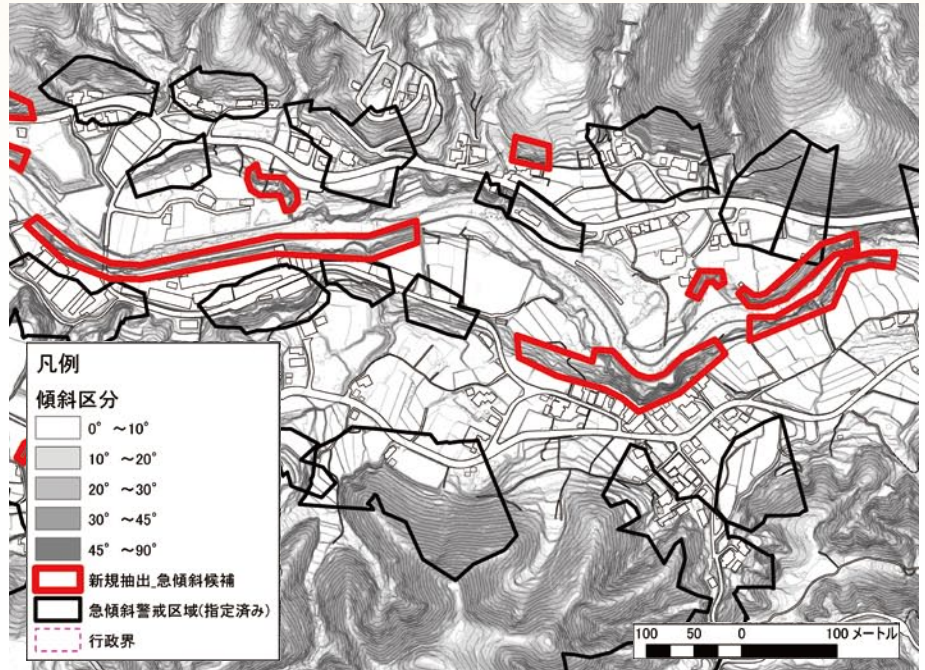 凡例
傾斜区分
0° ～10°
10° ～20°
20° ～30°
30° ～45°
45° ～90°
新規抽出_急傾斜候補
急傾斜警戒区域(指定済み)
行政界
100 50 0 100 メートル